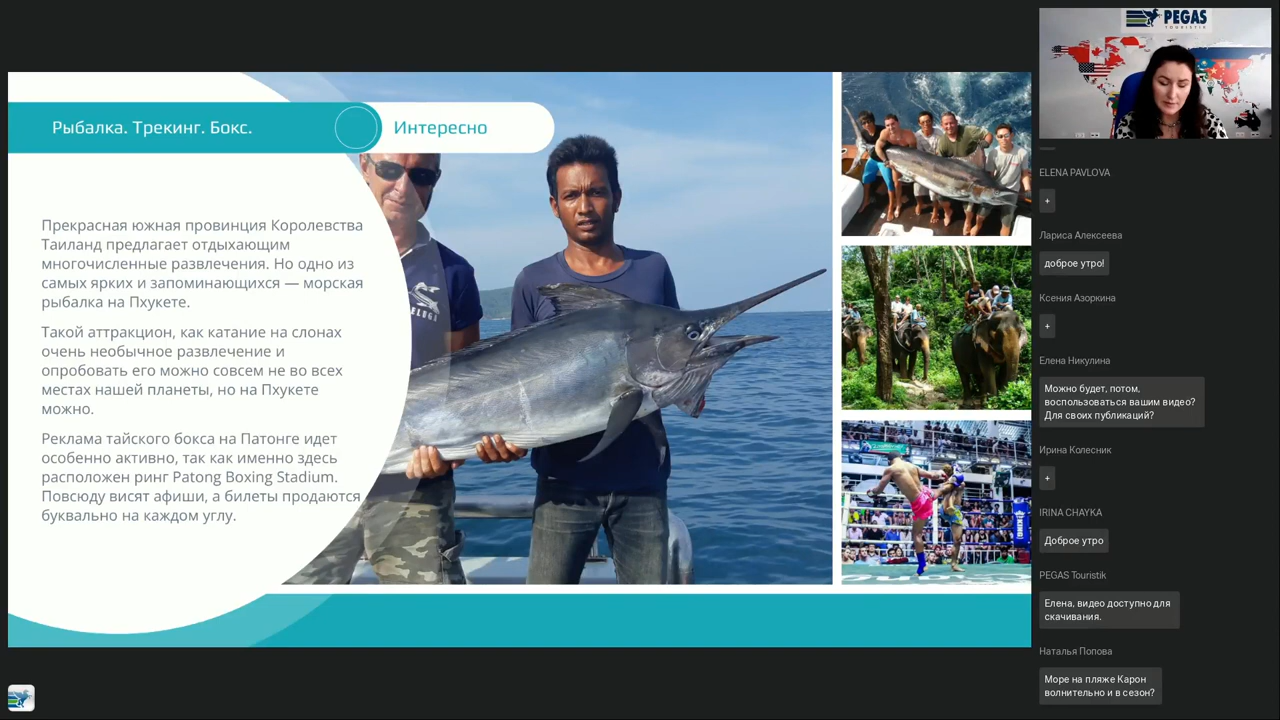 Рыбалка. Трекинг. Бокс.
Интересно
Прекрасная южная провинция Королевства
Таиланд предлагает отдыхающим
многочисленные развлечения. Но одно из
самых ярких и запоминающихся — морская
рыбалка на Пхукете.
Такой аттракцион, как катание на слонах
очень необычное развлечение и
опробовать его можно совсем не во всех
местах нашей планеты, но на Пхукете
можно.
Реклама тайского бокса на Патонге идет
особенно активно, так как именно здесь
расположен ринг Patong Boxing Stadium.
Повсюду висят афиши, а билеты продаются
буквально на каждом углу.
PEGAS
TOURISTIK
ELENA PAVLOVA
+
Лариса Алексеева
доброе утро!
Ксения Азоркина
+
Елена Никулина
Можно будет, потом,
воспользоваться вашим видео?
Для своих публикаций?
Ирина Колесник
+
IRINA CHAYKA
Доброе утро
PEGAS Touristik
Елена, видео доступно для
скачивания.
Наталья Попова
Море на пляже Карон
волнительно и в сезон?